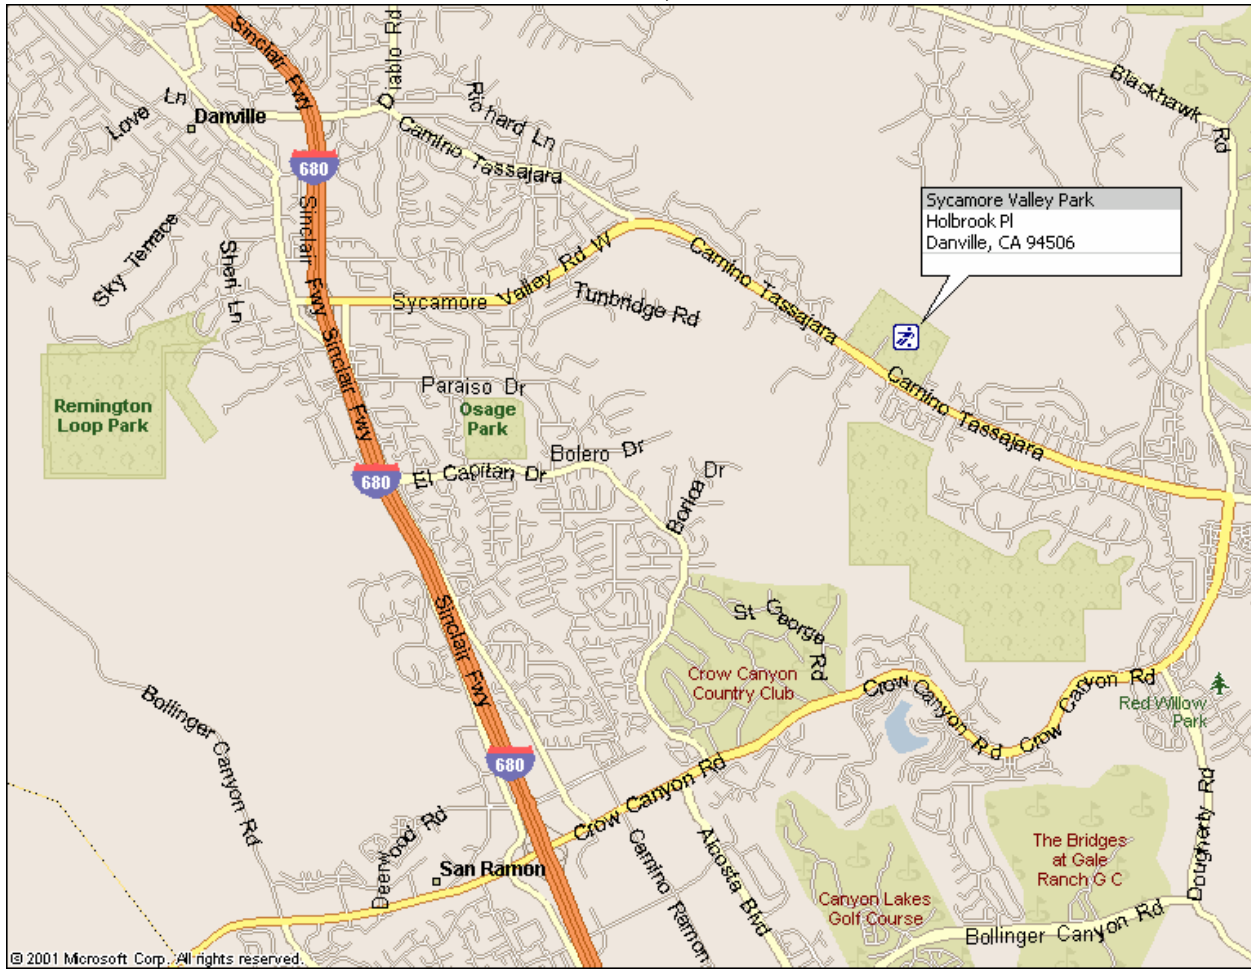 Sinclair Fwy
Diablo Rd
Blackhawk Rd
Love Ln
Danville
Richard Ln
Camino Tassajara
680
Sinclair Fwy
Sycamore Valley Park
Holbrook Pl
Danville, CA 94506
Sky Terrace
Sheri Ln
Sycamore Valley Rd W
Camino Tassajara
Tunbridge Rd
Sinclair Fwy
Camino Tassajara
Paraiso Dr
Remington
Loop Park
Osage
Park
Bolero Dr
El Capitan Dr
680
Borica Dr
St George Rd
Sinclair Fwy
Crow Canyon
Country Club
Crow Canyon Rd
Crow Canyon Rd
Red Willow
Park
Bollinger Canyon Rd
680
Crow Canyon Rd
Dougherty Rd
Deerwood Rd
San Ramon
Camino Ramon
Alcosta Blvd
The Bridges
at Gale
Ranch G C
Canyon Lakes
Golf Course
Bollinger Canyon Rd
© 2001 Microsoft Corp. All rights reserved.